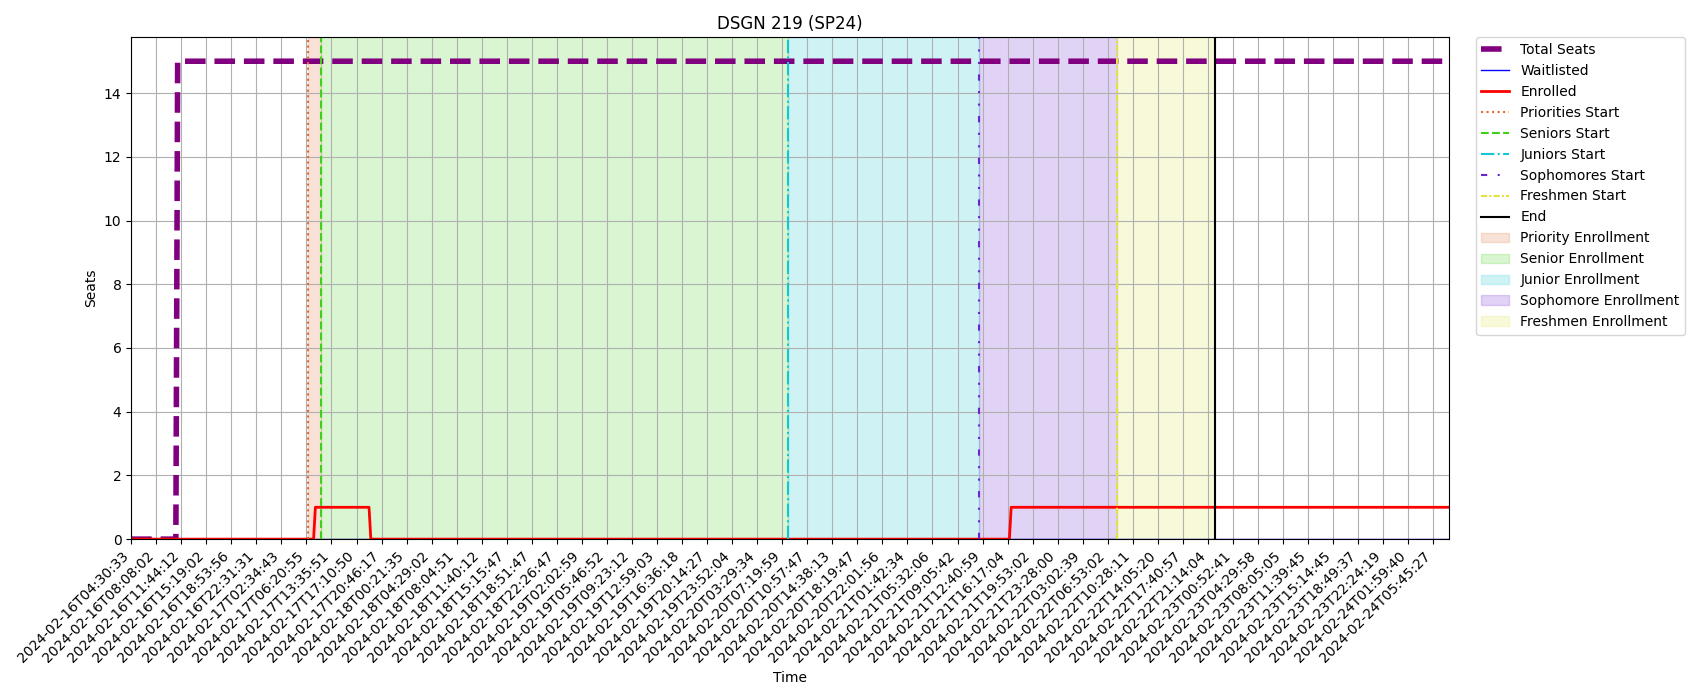 DSGN 219 (SP24)
Total Seats
Waitlisted
Enrolled
Priorities Start
Seniors Start
Juniors Start
Sophomores Start
Freshmen Start
End
Priority Enrollment
Senior Enrollment
Junior Enrollment
Sophomore Enrollment
Freshmen Enrollment
Seats
14
12
10
8
6
4
2
0
2024-02-16T04:30:33
2024-02-16T08:08:02
2024-02-16T11:44:12
2024-02-16T15:19:02
2024-02-16T18:53:56
2024-02-16T22:31:31
2024-02-17T02:34:43
2024-02-17T06:20:55
2024-02-17T13:35:51
2024-02-17T17:10:50
2024-02-17T20:46:17
2024-02-18T00:21:35
2024-02-18T04:29:02
2024-02-18T08:04:51
2024-02-18T11:40:12
2024-02-18T15:15:47
2024-02-18T18:51:47
2024-02-18T22:26:47
2024-02-19T02:02:59
2024-02-19T05:46:52
2024-02-19T09:23:12
2024-02-19T12:59:03
2024-02-19T16:36:18
2024-02-19T20:14:27
2024-02-19T23:52:04
2024-02-20T03:29:34
2024-02-20T07:19:59
2024-02-20T10:57:47
2024-02-20T14:38:13
2024-02-20T18:19:47
2024-02-20T22:01:56
2024-02-21T01:42:34
2024-02-21T05:32:06
2024-02-21T09:05:42
2024-02-21T12:40:59
2024-02-21T16:17:04
2024-02-21T19:53:02
2024-02-21T23:28:00
2024-02-22T03:02:39
2024-02-22T06:53:02
2024-02-22T10:28:11
2024-02-22T14:05:20
2024-02-22T17:40:57
2024-02-22T21:14:04
2024-02-23T00:52:41
2024-02-23T04:29:58
2024-02-23T08:05:05
2024-02-23T11:39:45
2024-02-23T15:14:45
2024-02-23T18:49:37
2024-02-23T22:24:19
2024-02-24T01:59:40
2024-02-24T05:45:27
Time